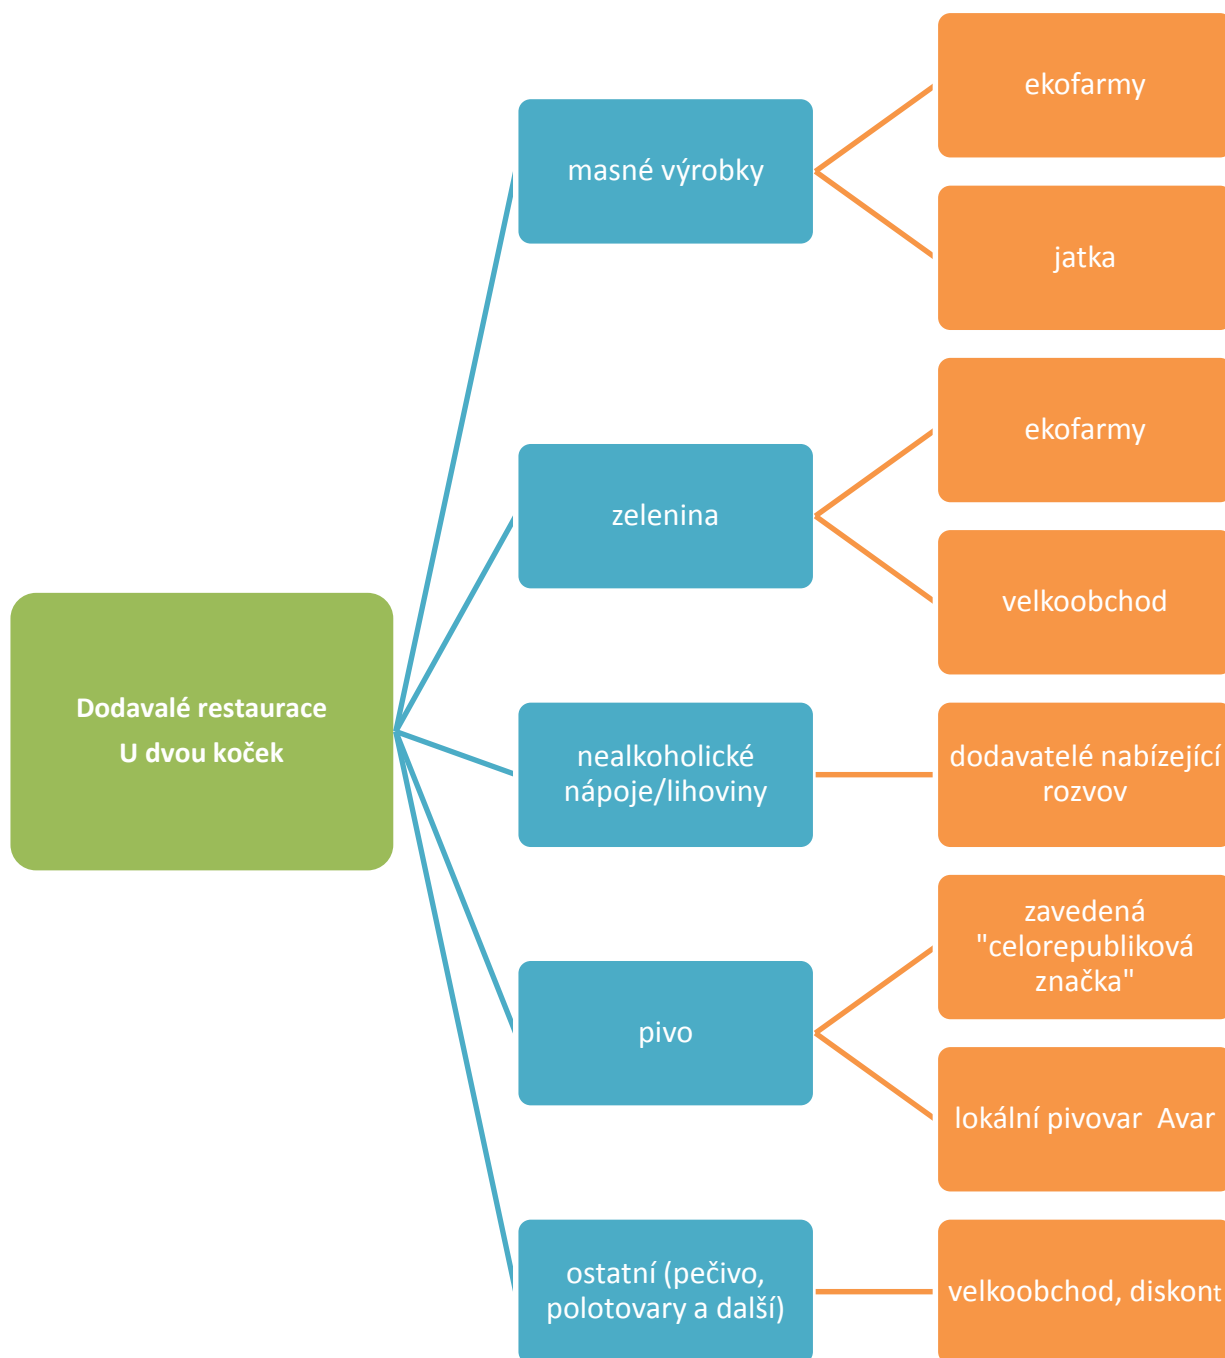 ekofarmy
masné výrobky
jatka
ekofarmy
zelenina
velkoobchod
Dodavalé restaurace
U dvou koček
nealkoholické
nápoje/lihoviny
dodavatelé nabízející
rozvov
zavedená
"celorepubliková
značka"
pivo
lokální pivovar  Avar
ostatní (pečivo,
polotovary a další)
velkoobchod, diskont